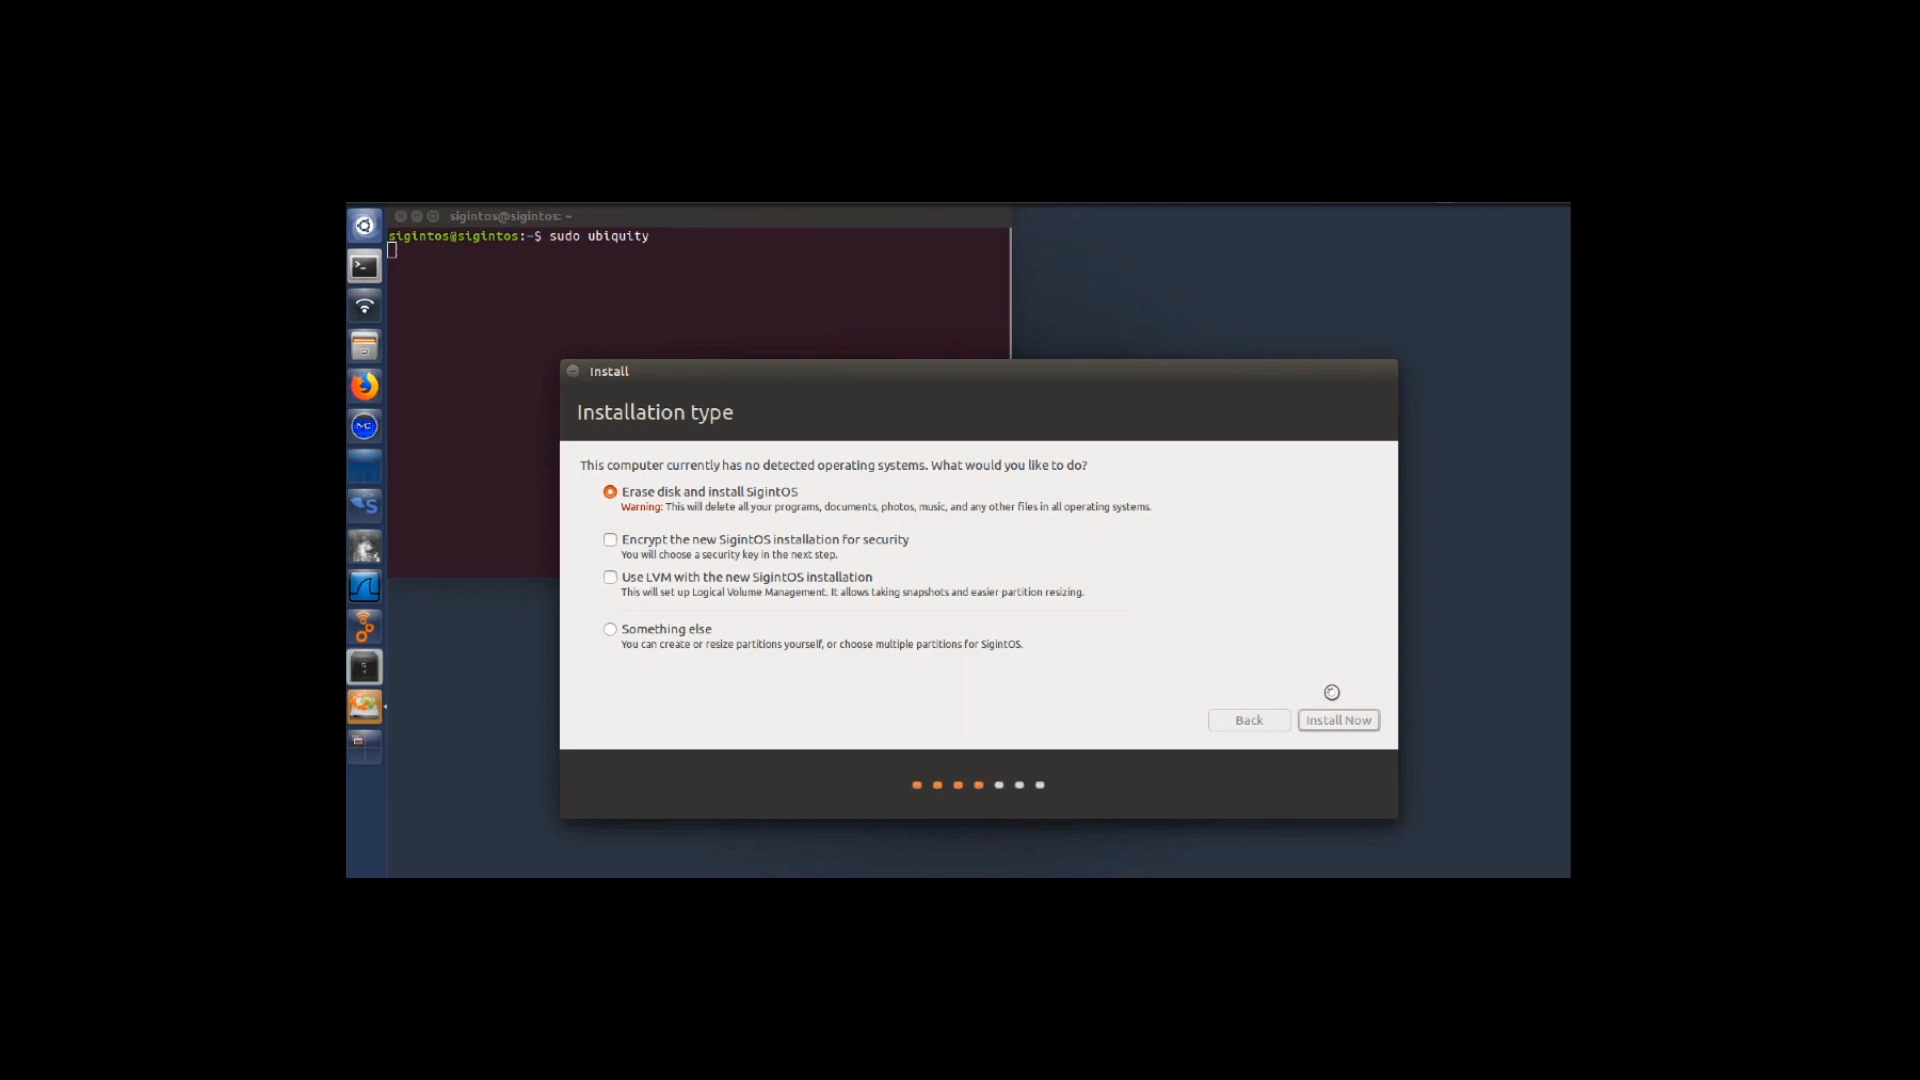 sigintos@sigintos: ~
sigintos@sigintos:~$ sudo ubiquity
Install
Installation type
This computer currently has no detected operating systems. What would you like to do?
Erase disk and install SigintOS
Warning: This will delete all your programs, documents, photos, music, and any other files in all operating systems.
Encrypt the new SigintOS installation for security
You will choose a security key in the next step.
Use LVM with the new SigintOS installation
This will set up Logical Volume Management. It allows taking snapshots and easier partition resizing.
Something else
You can create or resize partitions yourself, or choose multiple partitions for SigintOS.
Back
Install Now